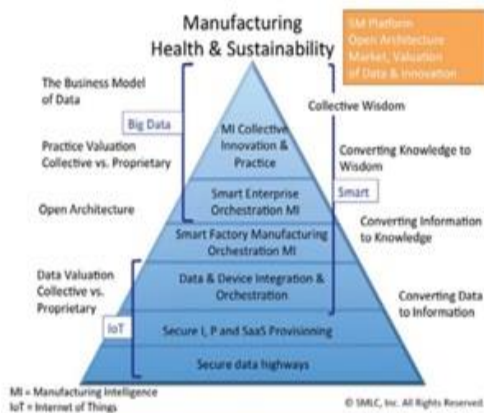 Manufacturing
Health & Sustainability
SM Platform
Open Architecture
Market, Valuation
of Data & Innovation
The Business Model
of Data
Big Data
Practice Valuation
Collective vs. Proprietary
Open Architecture
Data Valuation
Collective vs.
Proprietary
IoT
MI Collective
Innovation &
Practice
Smart Enterprise
Orchestration MI
Smart Factory Manufacturing
Orchestration MI
Data & Device Integration &
Orchestration
Secure I, P and SaaS Provisioning
Secure data highways
Collective Wisdom
Converting Knowledge to
Wisdom
Smart
Converting Information
to Knowledge
Converting Data
to Information
MI = Manufacturing Intelligence
IoT = Internet of Things
© SMLC, Inc. All Rights Reserved